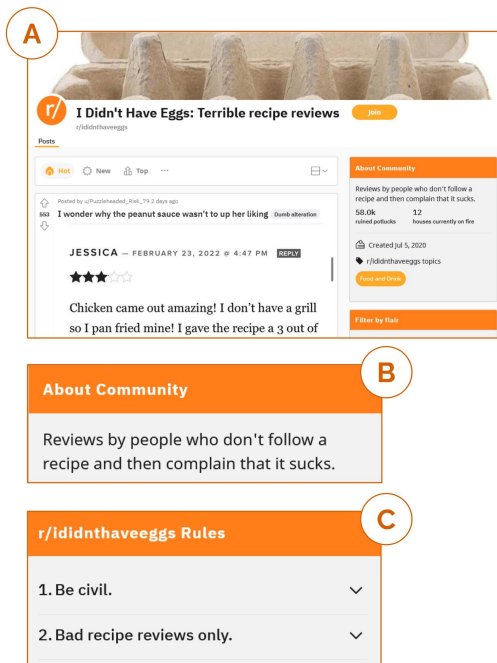 A
r/
I Didn't Have Eggs: Terrible recipe reviews
Join
r/ididnthaveeggs
Posts
Hot New Top ...
Posted by u/Puzzleheaded_Riek_79 2 days ago
553
I wonder why the peanut sauce wasn't to up her liking Dumb alteration
JESSICA — FEBRUARY 23, 2022 @ 4:47 PM REPLY
Chicken came out amazing! I don't have a grill
so I pan fried mine! I gave the recipe a 3 out of
About Community
Reviews by people who don't follow a
recipe and then complain that it sucks.
58.0k 12
ruined potlucks houses currently on fire
Created Jul 5, 2020
r/ididnthaveeggs topics
Food and Drink
Filter by flair
B
About Community
Reviews by people who don't follow a
recipe and then complain that it sucks.
C
r/ididnthaveeggs Rules
1. Be civil.
2. Bad recipe reviews only.